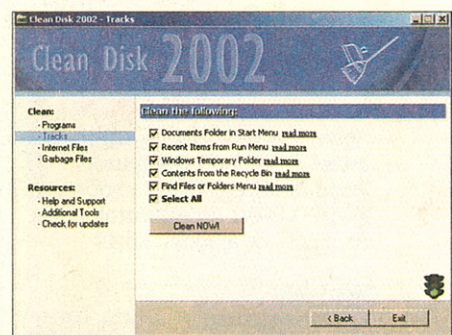 Clean Disk 2002 - Tracks
Clean Disk 2002
Clean:
- Programs
- Tracks
- Internet Files
- Garbage Files
Resources:
- Help and Support
- Additional Tools
- Check for updates
Clean the following:
Documents Folder in Start Menu read more
Recent Items from Run Menu read more
Windows Temporary Folder read more
Contents from the Recycle Bin read more
Find Files or Folders Menu read more
Select All
Clean NOW!
< Back
Exit